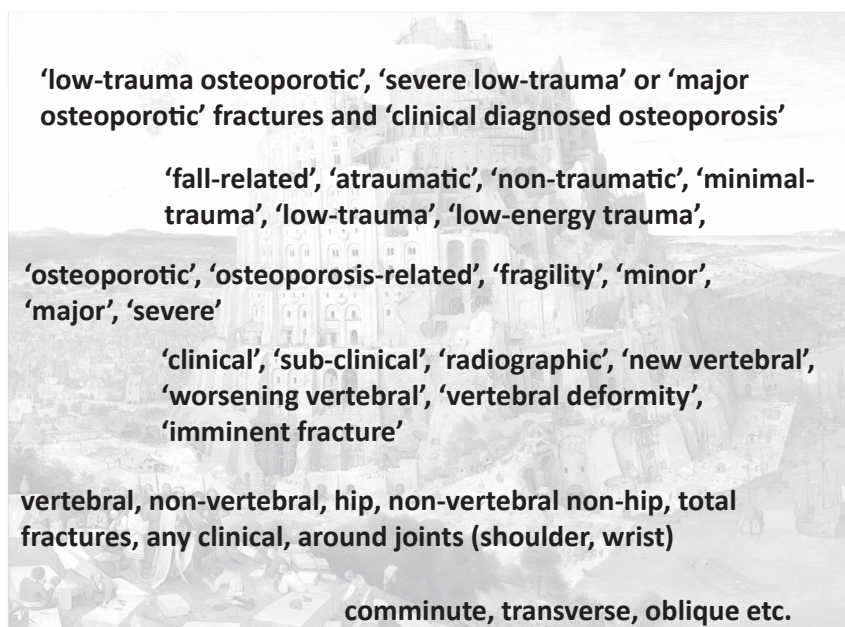 ‘low-trauma osteoporotic’, ‘severe low-trauma’ or ‘major
osteoporotic’ fractures and ‘clinical diagnosed osteoporosis’
‘fall-related’, ‘atraumatic’, ‘non-traumatic’, ‘minimal-
trauma’, ‘low-trauma’, ‘low-energy trauma’,
‘osteoporotic’, ‘osteoporosis-related’, ‘fragility’, ‘minor’,
‘major’, ‘severe’
‘clinical’, ‘sub-clinical’, ‘radiographic’, ‘new vertebral’,
‘worsening vertebral’, ‘vertebral deformity’,
‘imminent fracture’
vertebral, non-vertebral, hip, non-vertebral non-hip, total
fractures, any clinical, around joints (shoulder, wrist)
comminute, transverse, oblique etc.